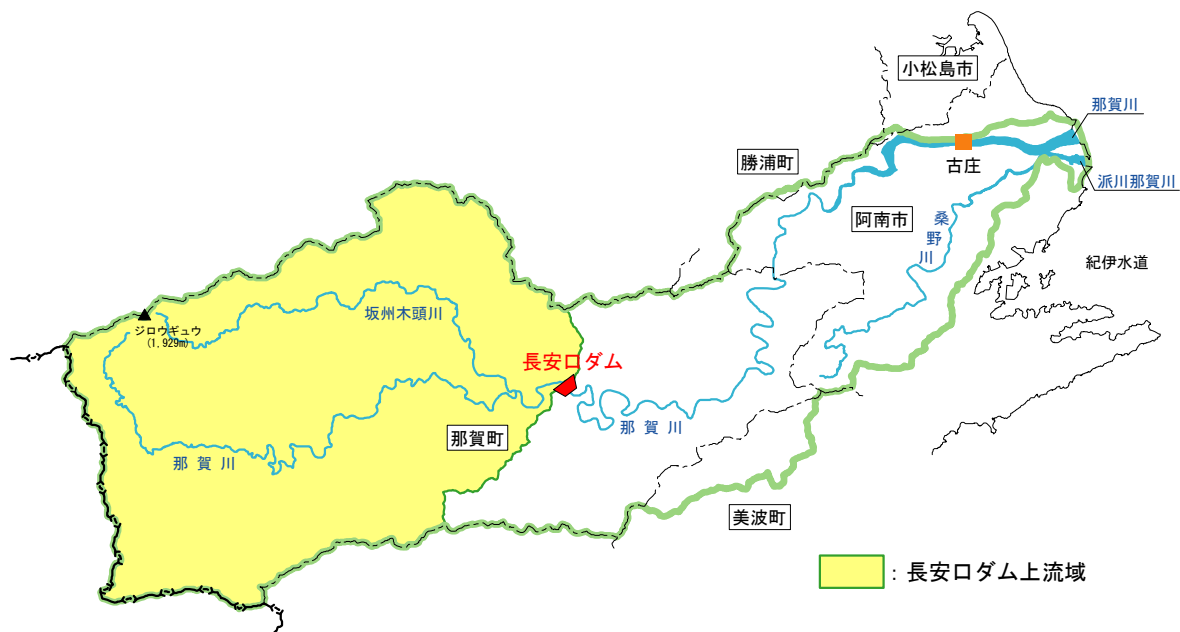 小松島市
那賀川
勝浦町
古庄
派川那賀川
阿南市
桑野川
紀伊水道
坂州木頭川
ジロウギュウ
(1,929m)
長安口ダム
那賀川
那賀町
那賀川
美波町
：長安口ダム上流域